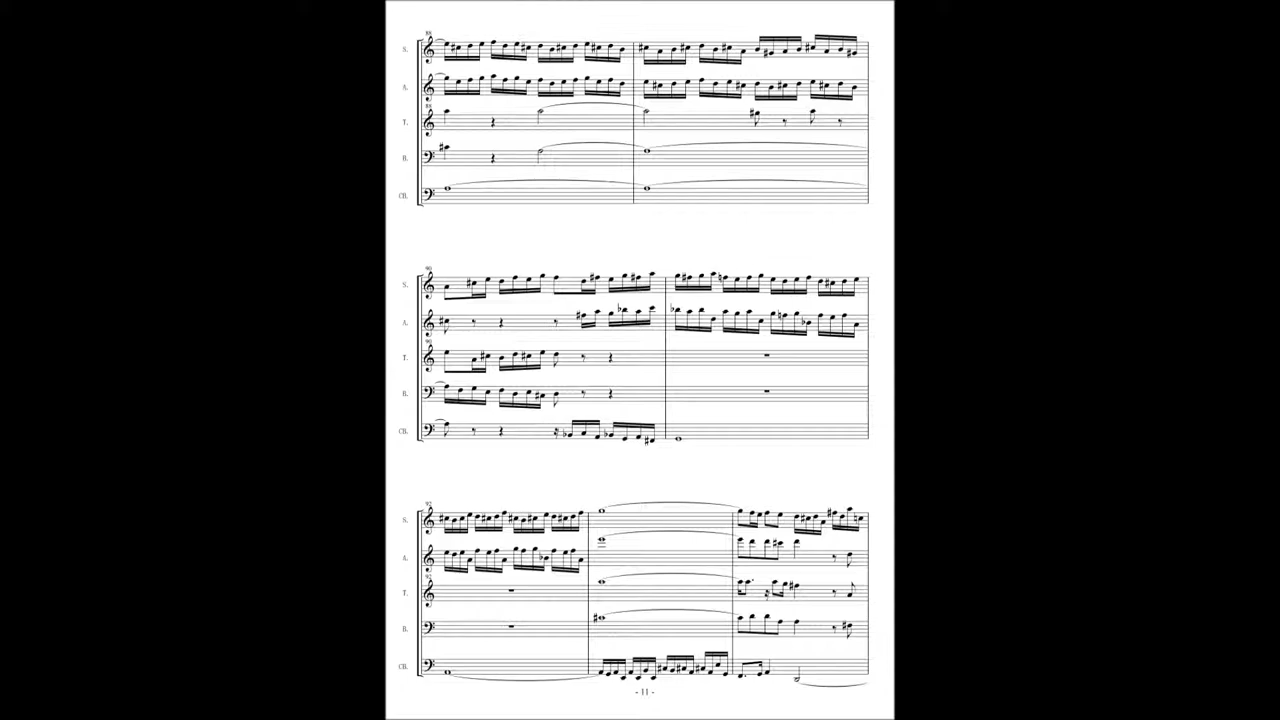 88
S.
A.
88
T.
B.
CB.
90
S.
A.
90
T.
B.
CB.
92
S.
A.
92
T.
B.
CB.
- 11 -